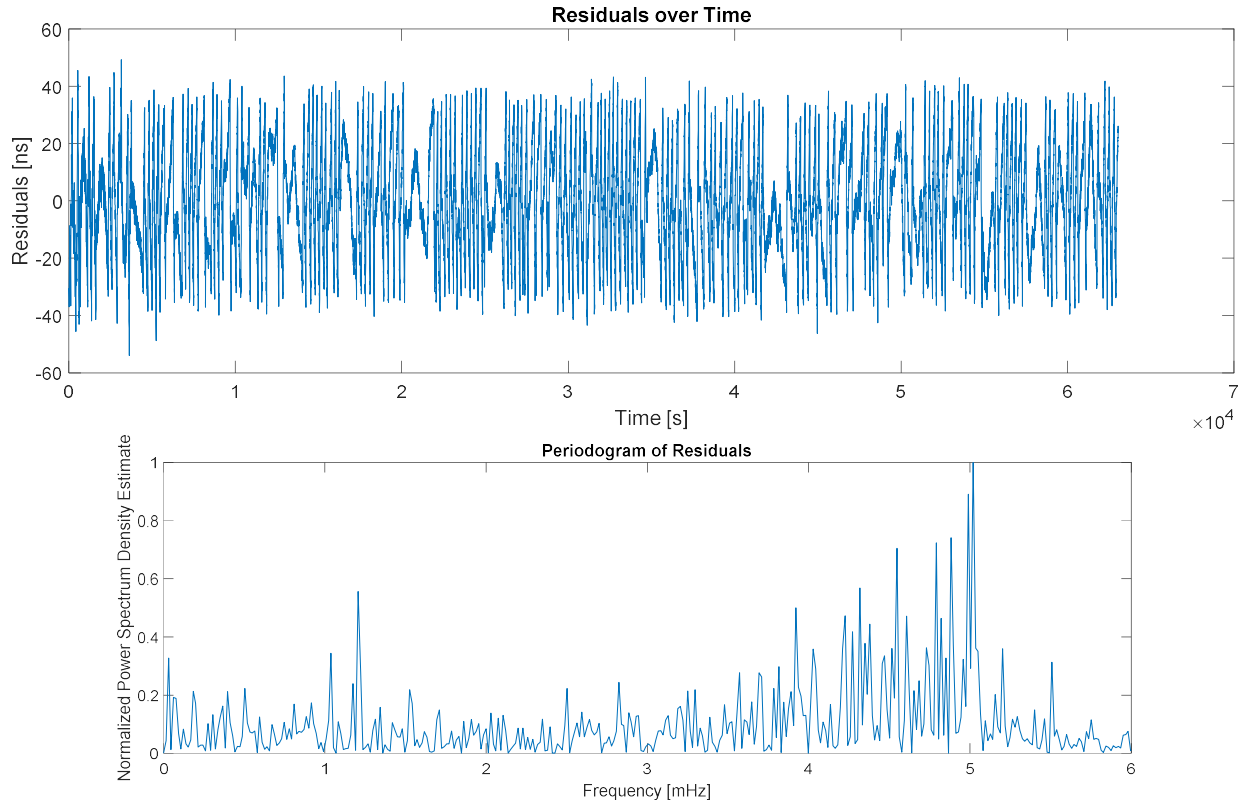 Residuals over Time
60
40
20
0
-20
-40
-60
Residuals [ns]
0 1 2 3 4 5 6 7
×10⁴
Time [s]
Periodogram of Residuals
1
0.8
0.6
0.4
0.2
0
Normalized Power Spectrum Density Estimate
0 1 2 3 4 5 6
Frequency [mHz]